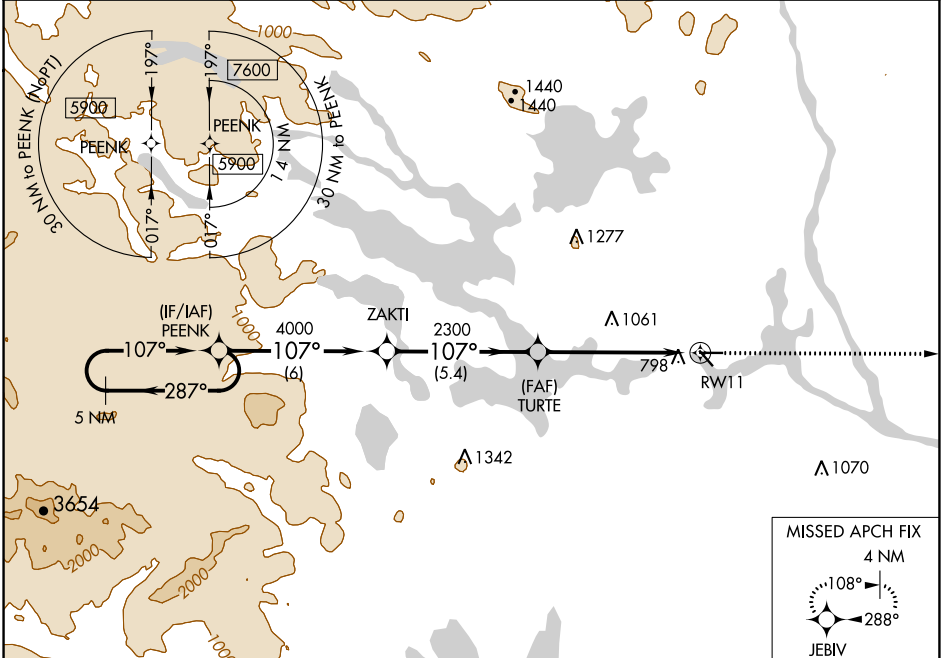 1000
197°
197°
7600
30 NM to PEENK (NoPT)
5900
PEENK
PEENK
5900
14 NM
30 NM to PEENK
017°
017°
1440
1440
1277
(IF/IAF)
PEENK
1000
4000
107°
(6)
ZAKTI
2300
107°
(5.4)
1061
107°
287°
5 NM
(FAF)
TURTE
798
RW11
1342
1070
3654
2000
2000
1000
MISSED APCH FIX
4 NM
108°
288°
JEBIV